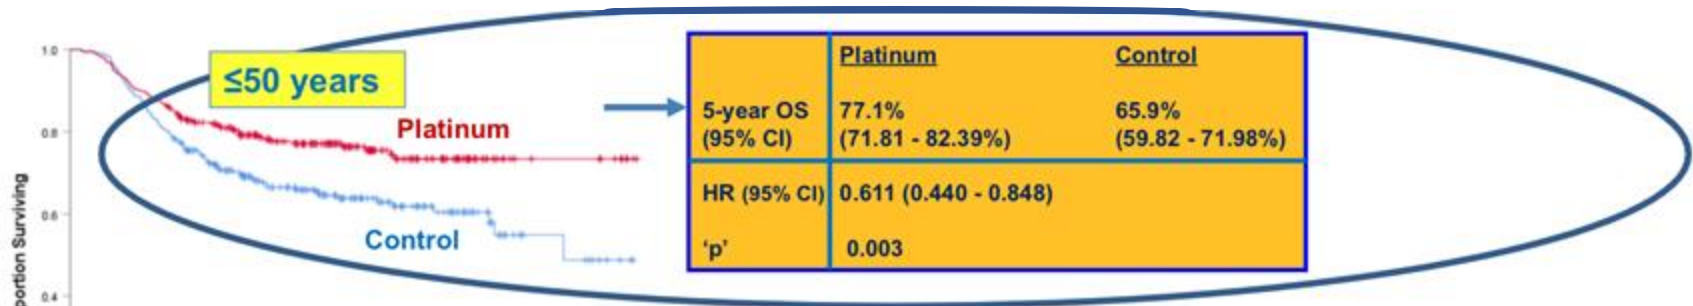 1.0
0.8
0.6
0.4
portion Surviving
≤50 years
Platinum
Control
Platinum Control
5-year OS 77.1% 65.9%
(95% CI) (71.81 - 82.39%) (59.82 - 71.98%)
HR (95% CI) 0.611 (0.440 - 0.848)
‘p’ 0.003